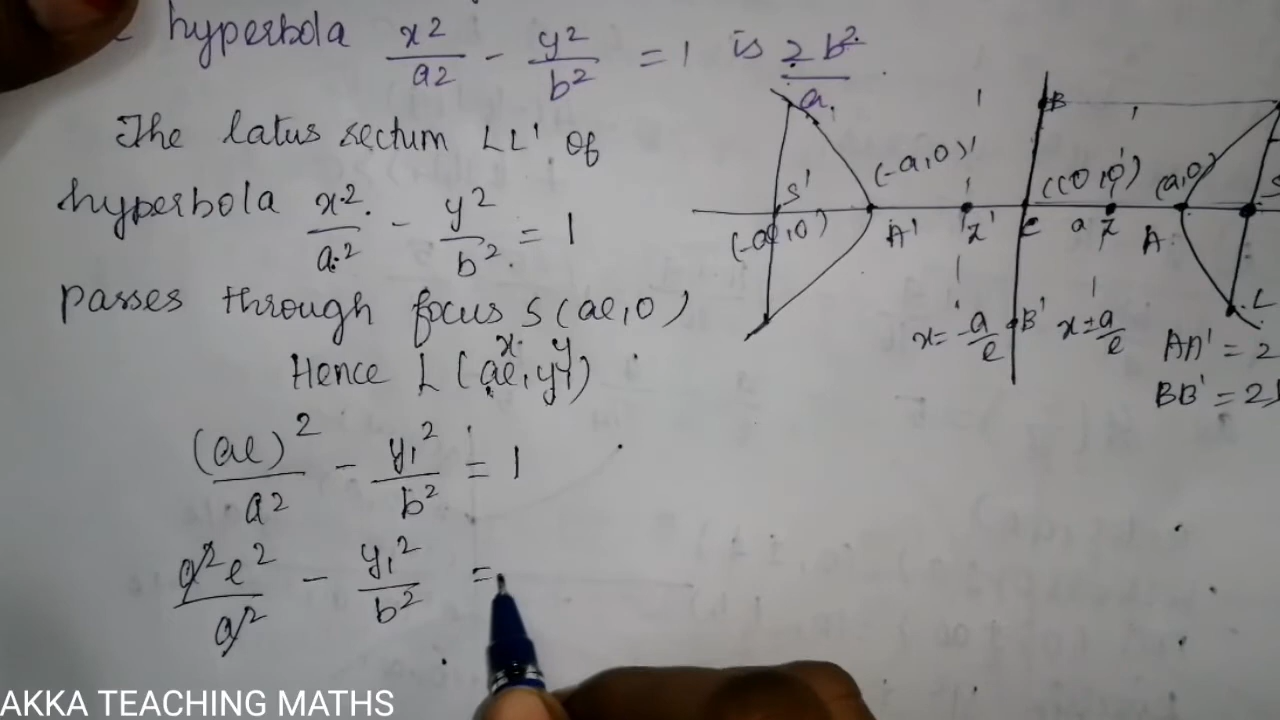 hyperbola x²/a² - y²/b² = 1 is 2b²/a.
The latus rectum LL' of
hyperbola x²/a² - y²/b² = 1
passes through focus S(ae,0)
x y
Hence L(ae,y₁)
(ae)²/a² - y₁²/b² = 1
a²e²/a² - y₁²/b² =
B
S'
(-ae,0)
(-a,0)
A'
Z'
C
(0,0)
a
Z
(a,0)
A
S
L
x=-a/e
B'
x=a/e
AA' = 2
BB' = 2
AKKA TEACHING MATHS